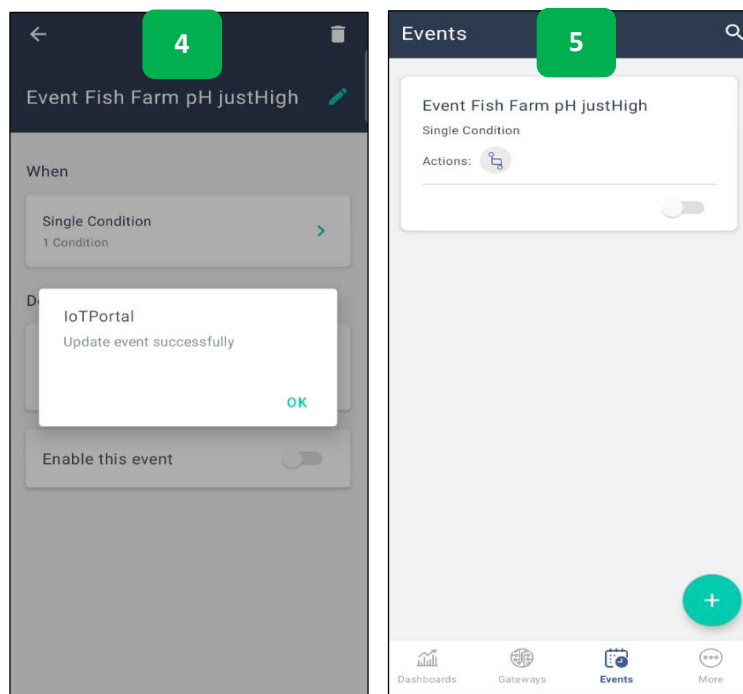 4
Event Fish Farm pH justHigh
When
Single Condition
1 Condition
D
IoTPortal
Update event successfully
OK
Enable this event
5
Events
Event Fish Farm pH justHigh
Single Condition
Actions:
Dashboards
Gateways
Events
More